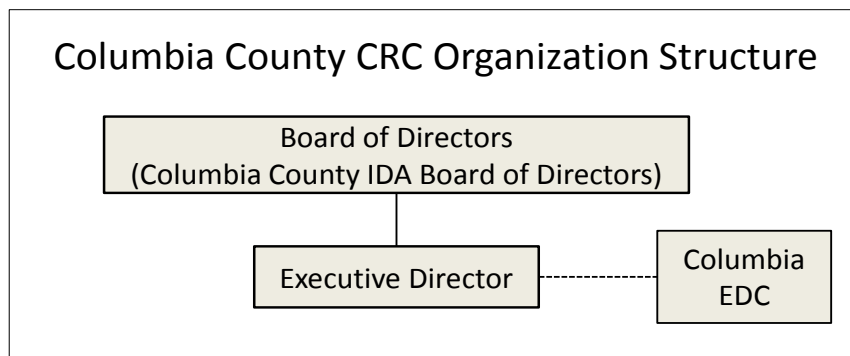 Columbia County CRC Organization Structure
Board of Directors
(Columbia County IDA Board of Directors)
Executive Director
Columbia
EDC